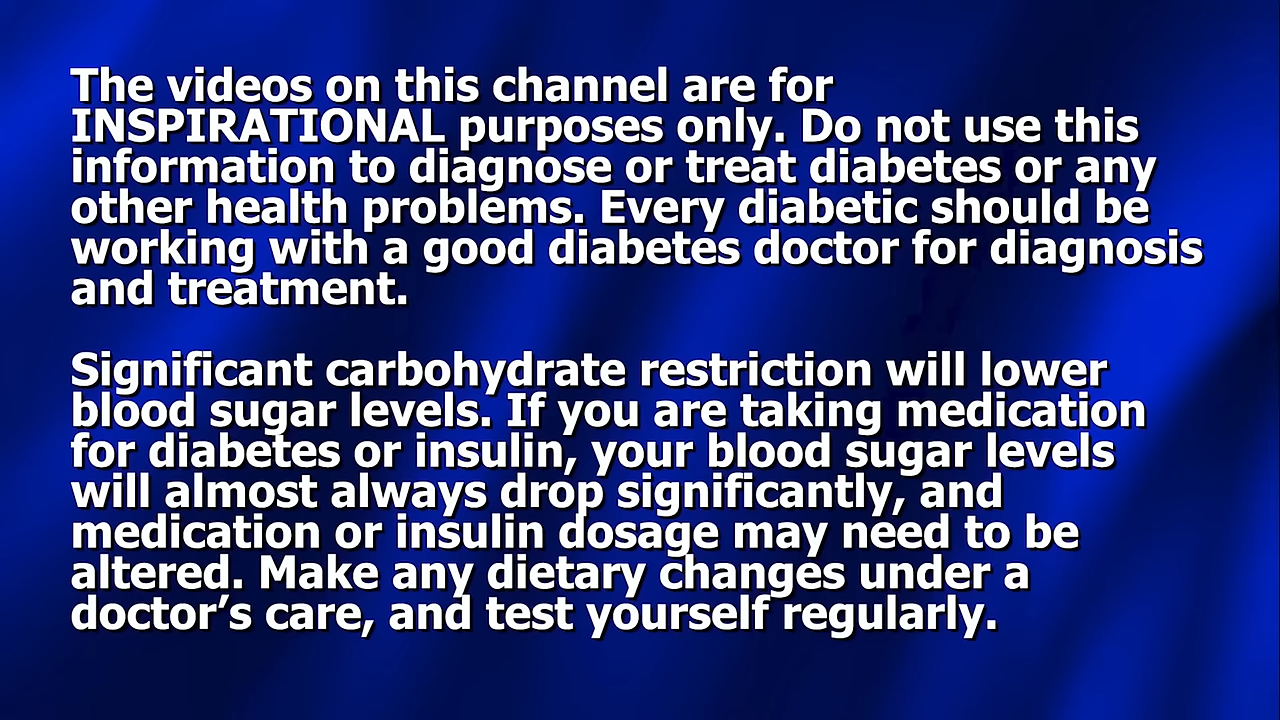 The videos on this channel are for
INSPIRATIONAL purposes only. Do not use this
information to diagnose or treat diabetes or any
other health problems. Every diabetic should be
working with a good diabetes doctor for diagnosis
and treatment.
Significant carbohydrate restriction will lower
blood sugar levels. If you are taking medication
for diabetes or insulin, your blood sugar levels
will almost always drop significantly, and
medication or insulin dosage may need to be
altered. Make any dietary changes under a
doctor’s care, and test yourself regularly.